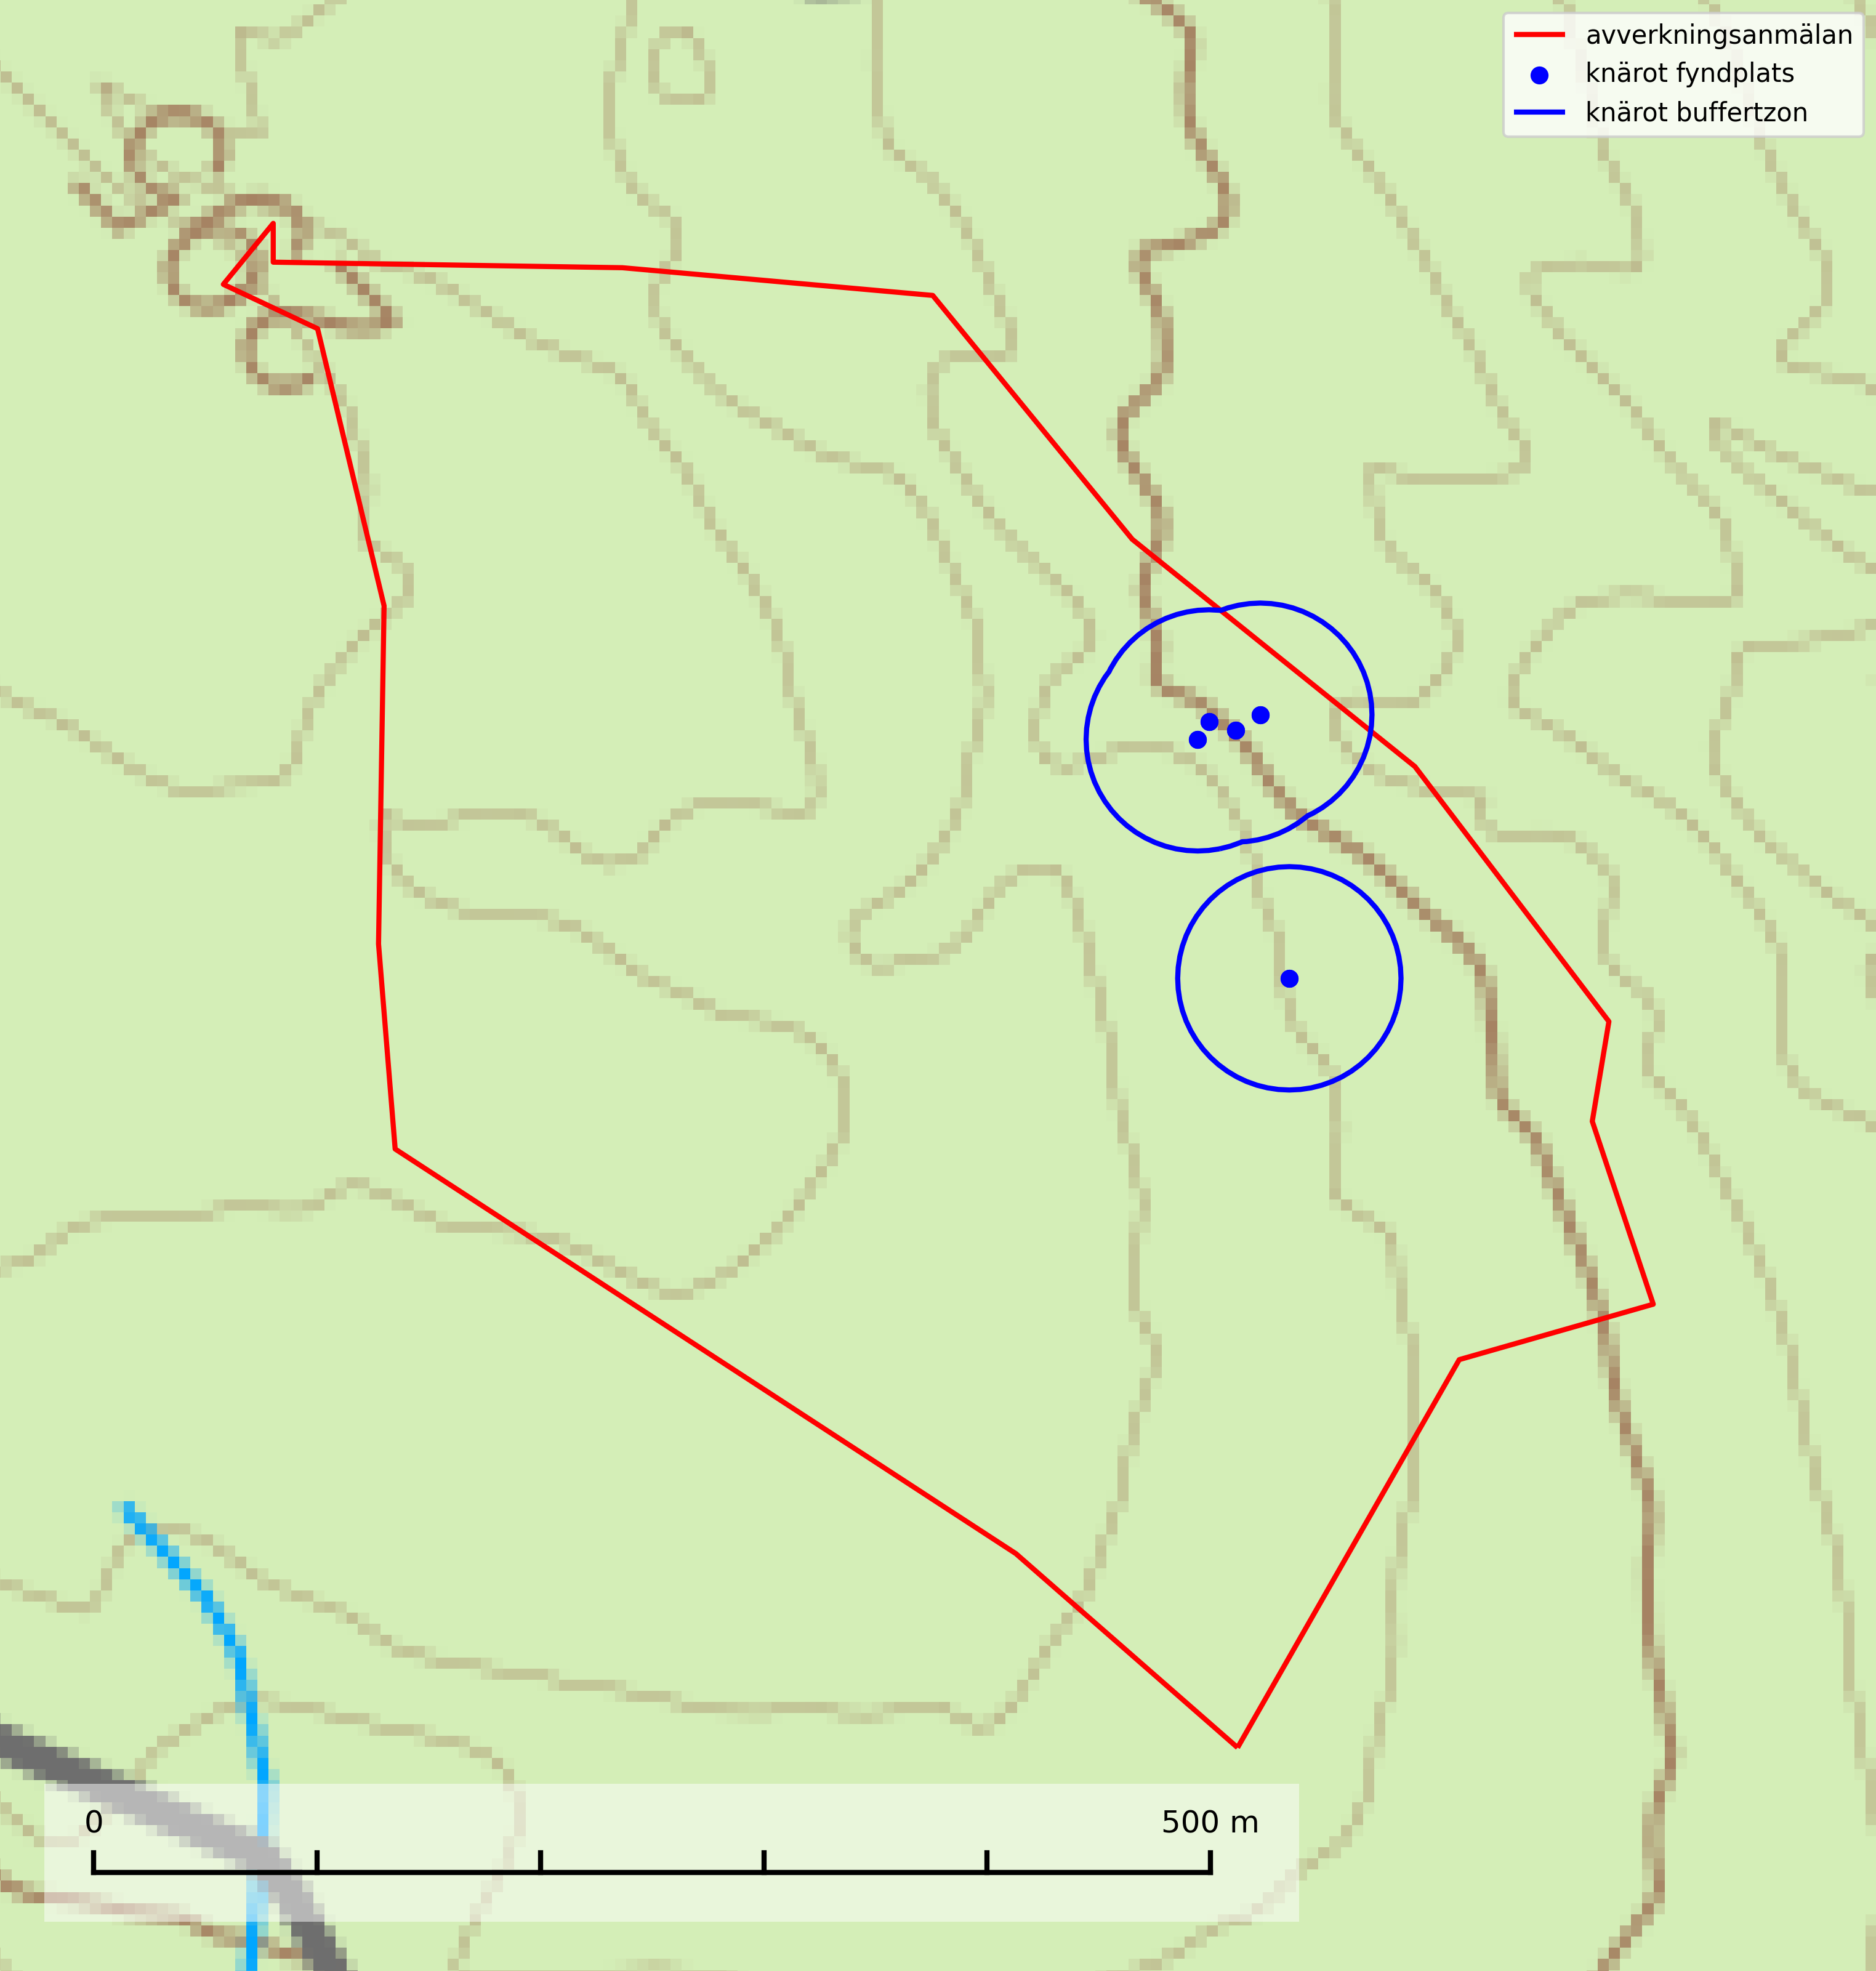 avverkningsanmälan
knärot fyndplats
knärot buffertzon
0 500 m